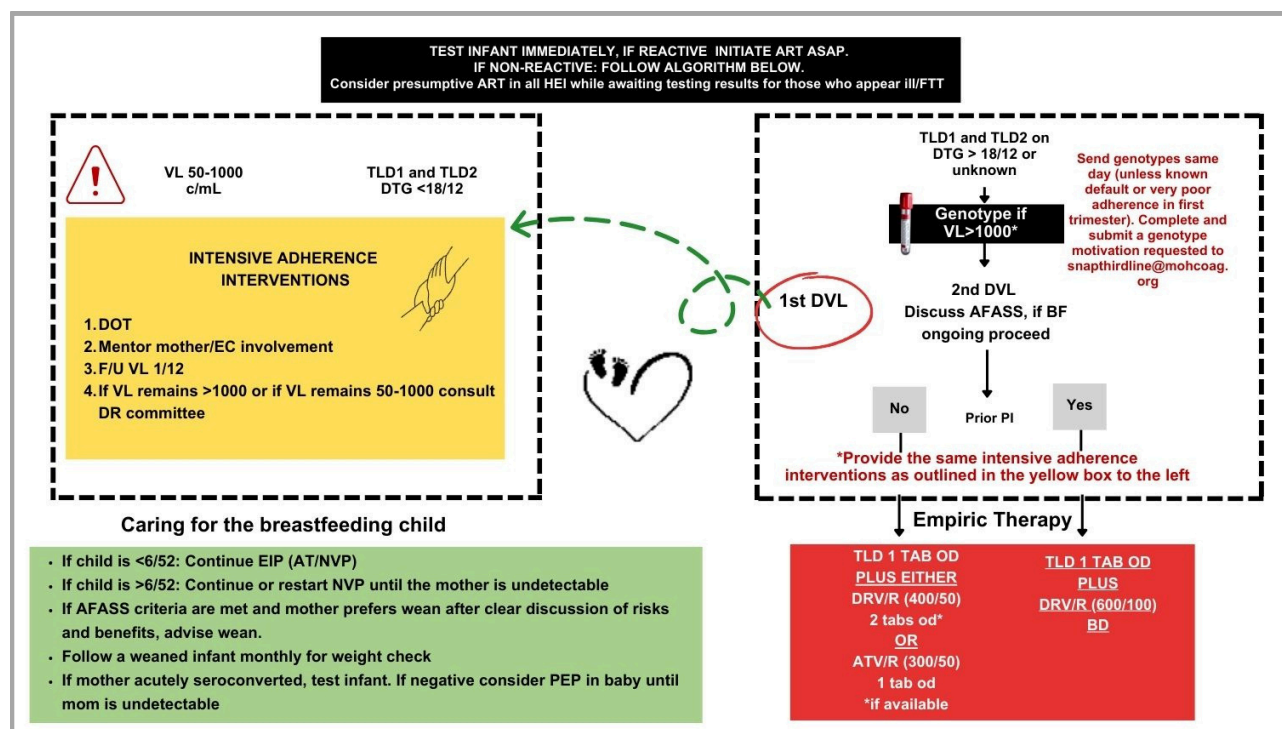 TEST INFANT IMMEDIATELY, IF REACTIVE INITIATE ART ASAP.
IF NON-REACTIVE: FOLLOW ALGORITHM BELOW.
Consider presumptive ART in all HEI while awaiting testing results for those who appear ill/FTT
VL 50-1000
c/mL
TLD1 and TLD2
DTG <18/12
INTENSIVE ADHERENCE
INTERVENTIONS
1. DOT
2. Mentor mother/EC involvement
3. F/U VL 1/12
4. If VL remains >1000 or if VL remains 50-1000 consult
DR committee
1st DVL
TLD1 and TLD2 on
DTG > 18/12 or
unknown
Genotype if
VL>1000*
Send genotypes same
day (unless known
default or very poor
adherence in first
trimester). Complete and
submit a genotype
motivation requested to
snapthirdline@mohcoag.
org
2nd DVL
Discuss AFASS, if BF
ongoing proceed
No
Prior PI
Yes
*Provide the same intensive adherence
interventions as outlined in the yellow box to the left
Caring for the breastfeeding child
• If child is <6/52: Continue EIP (AT/NVP)
• If child is >6/52: Continue or restart NVP until the mother is undetectable
• If AFASS criteria are met and mother prefers wean after clear discussion of risks
and benefits, advise wean.
• Follow a weaned infant monthly for weight check
• If mother acutely seroconverted, test infant. If negative consider PEP in baby until
mom is undetectable
Empiric Therapy
TLD 1 TAB OD
PLUS EITHER
DRV/R (400/50)
2 tabs od*
OR
ATV/R (300/50)
1 tab od
*if available
TLD 1 TAB OD
PLUS
DRV/R (600/100)
BD